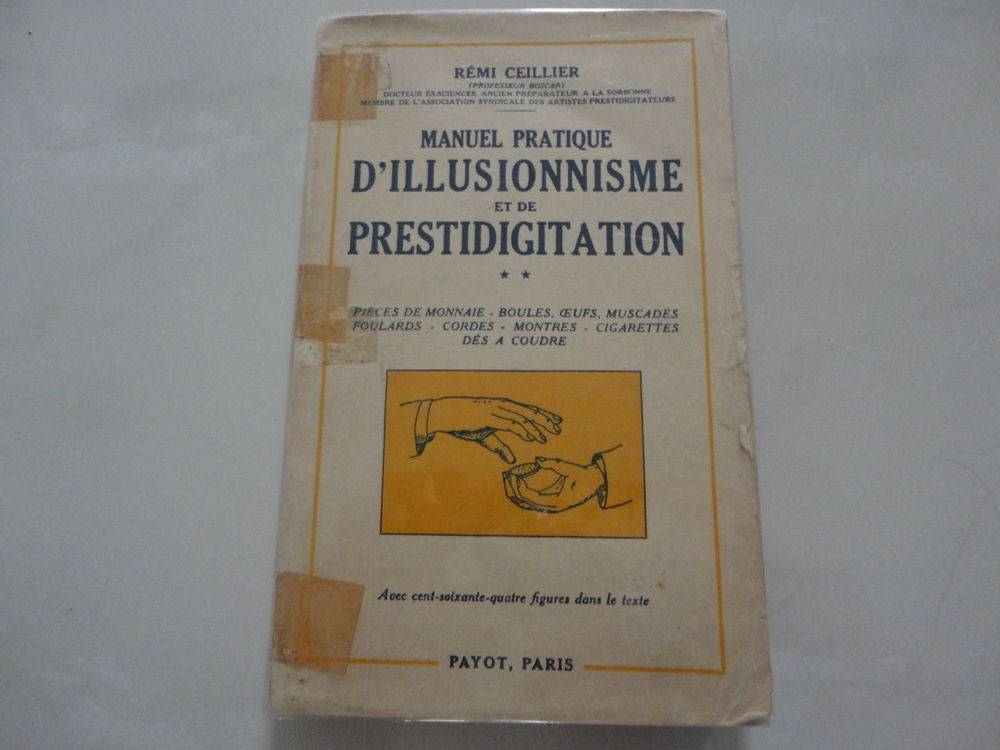 RÉMI CEILLIER
(PROFESSEUR BOSCAR)
DOCTEUR ÈS-SCIENCES, ANCIEN PRÉPARATEUR A LA SORBONNE
MEMBRE DE L'ASSOCIATION SYNDICALE DES ARTISTES PRESTIDIGITATEURS
MANUEL PRATIQUE
D'ILLUSIONNISME
ET DE
PRESTIDIGITATION
★ ★
PIÈCES DE MONNAIE - BOULES, ŒUFS, MUSCADES
FOULARDS - CORDES - MONTRES - CIGARETTES
DÉS A COUDRE
Avec cent-soixante-quatre figures dans le texte
PAYOT, PARIS